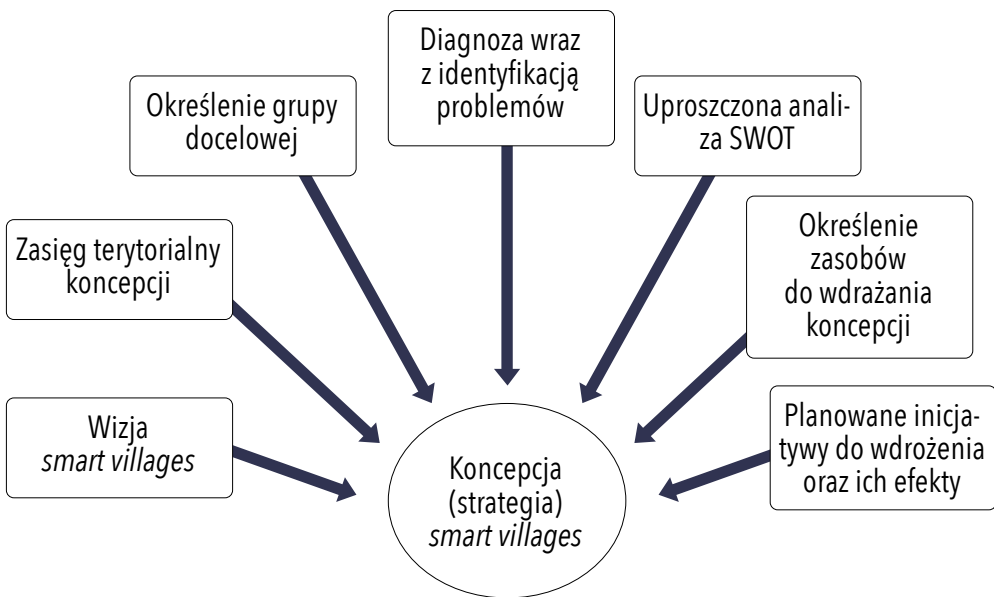 Diagnoza wraz
z identyfikacją
problemów
Określenie grupy
docelowej
Uproszczona anali-
za SWOT
Zasięg terytorialny
koncepcji
Określenie
zasobów
do wdrażania
koncepcji
Wizja
smart villages
Planowane inicja-
tywy do wdrożenia
oraz ich efekty
Koncepcja
(strategia)
smart villages